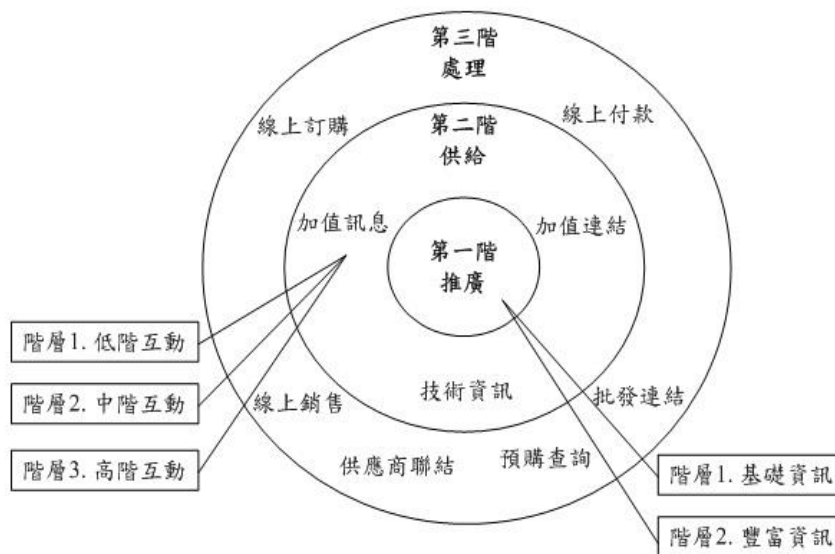 第三階
處理
線上訂購
線上付款
第二階
供給
加值訊息
加值連結
第一階
推廣
階層1. 低階互動
階層2. 中階互動
階層3. 高階互動
線上銷售
技術資訊
批發連結
供應商聯結
預購查詢
階層1. 基礎資訊
階層2. 豐富資訊